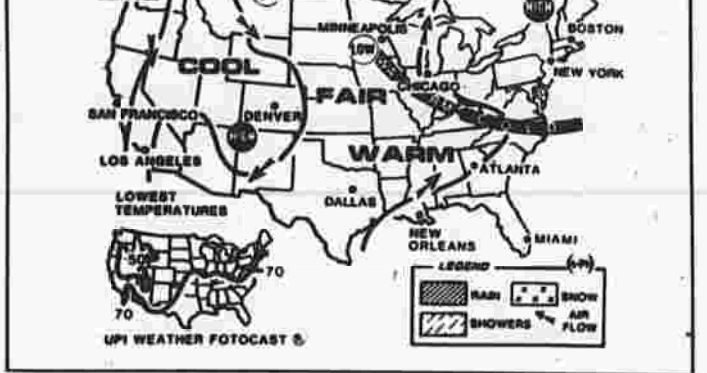 HIGH
MINNEAPOLIS
BOSTON
LOW
COOL
NEW YORK
CHICAGO
FAIR
SAN FRANCISCO
DENVER
HIGH
LOS ANGELES
WARM
ATLANTA
LOWEST
TEMPERATURES
DALLAS
NEW
ORLEANS
MIAMI
50
70
70
LEGEND
(UPI)
RAIN
SNOW
SHOWERS
AIR
FLOW
UPI WEATHER FOTOCAST ®